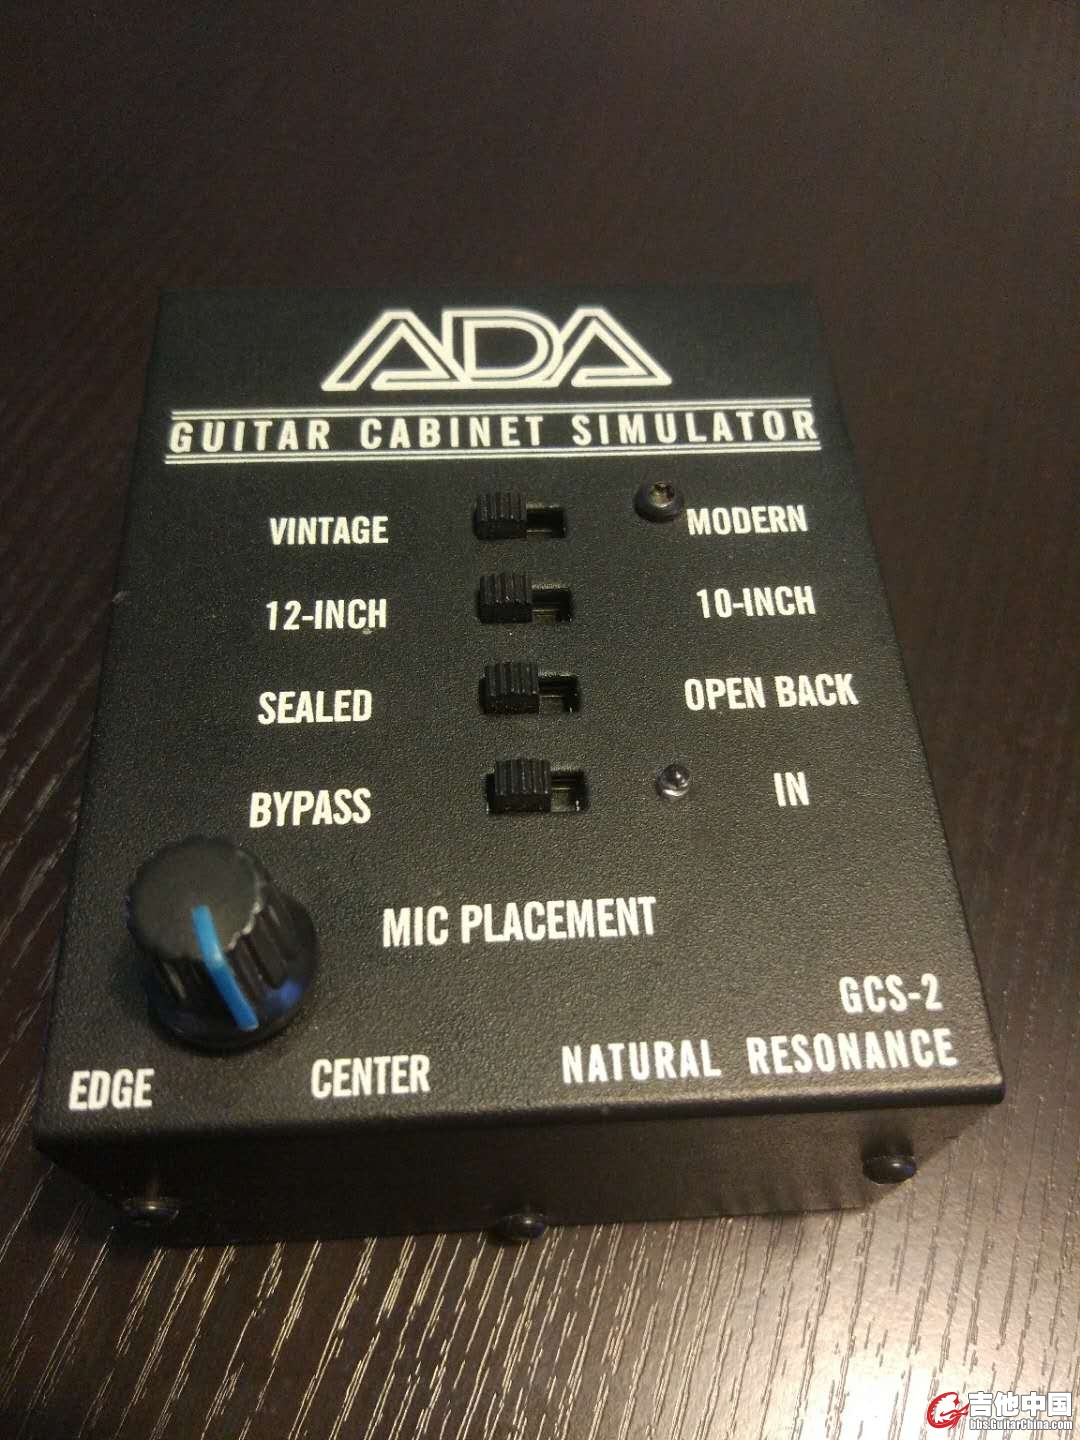 ADA
GUITAR CABINET SIMULATOR
VINTAGE MODERN
12-INCH 10-INCH
SEALED OPEN BACK
BYPASS IN
MIC PLACEMENT
GCS-2
EDGE CENTER NATURAL RESONANCE
吉他中国
bbs.GuitarChina.com